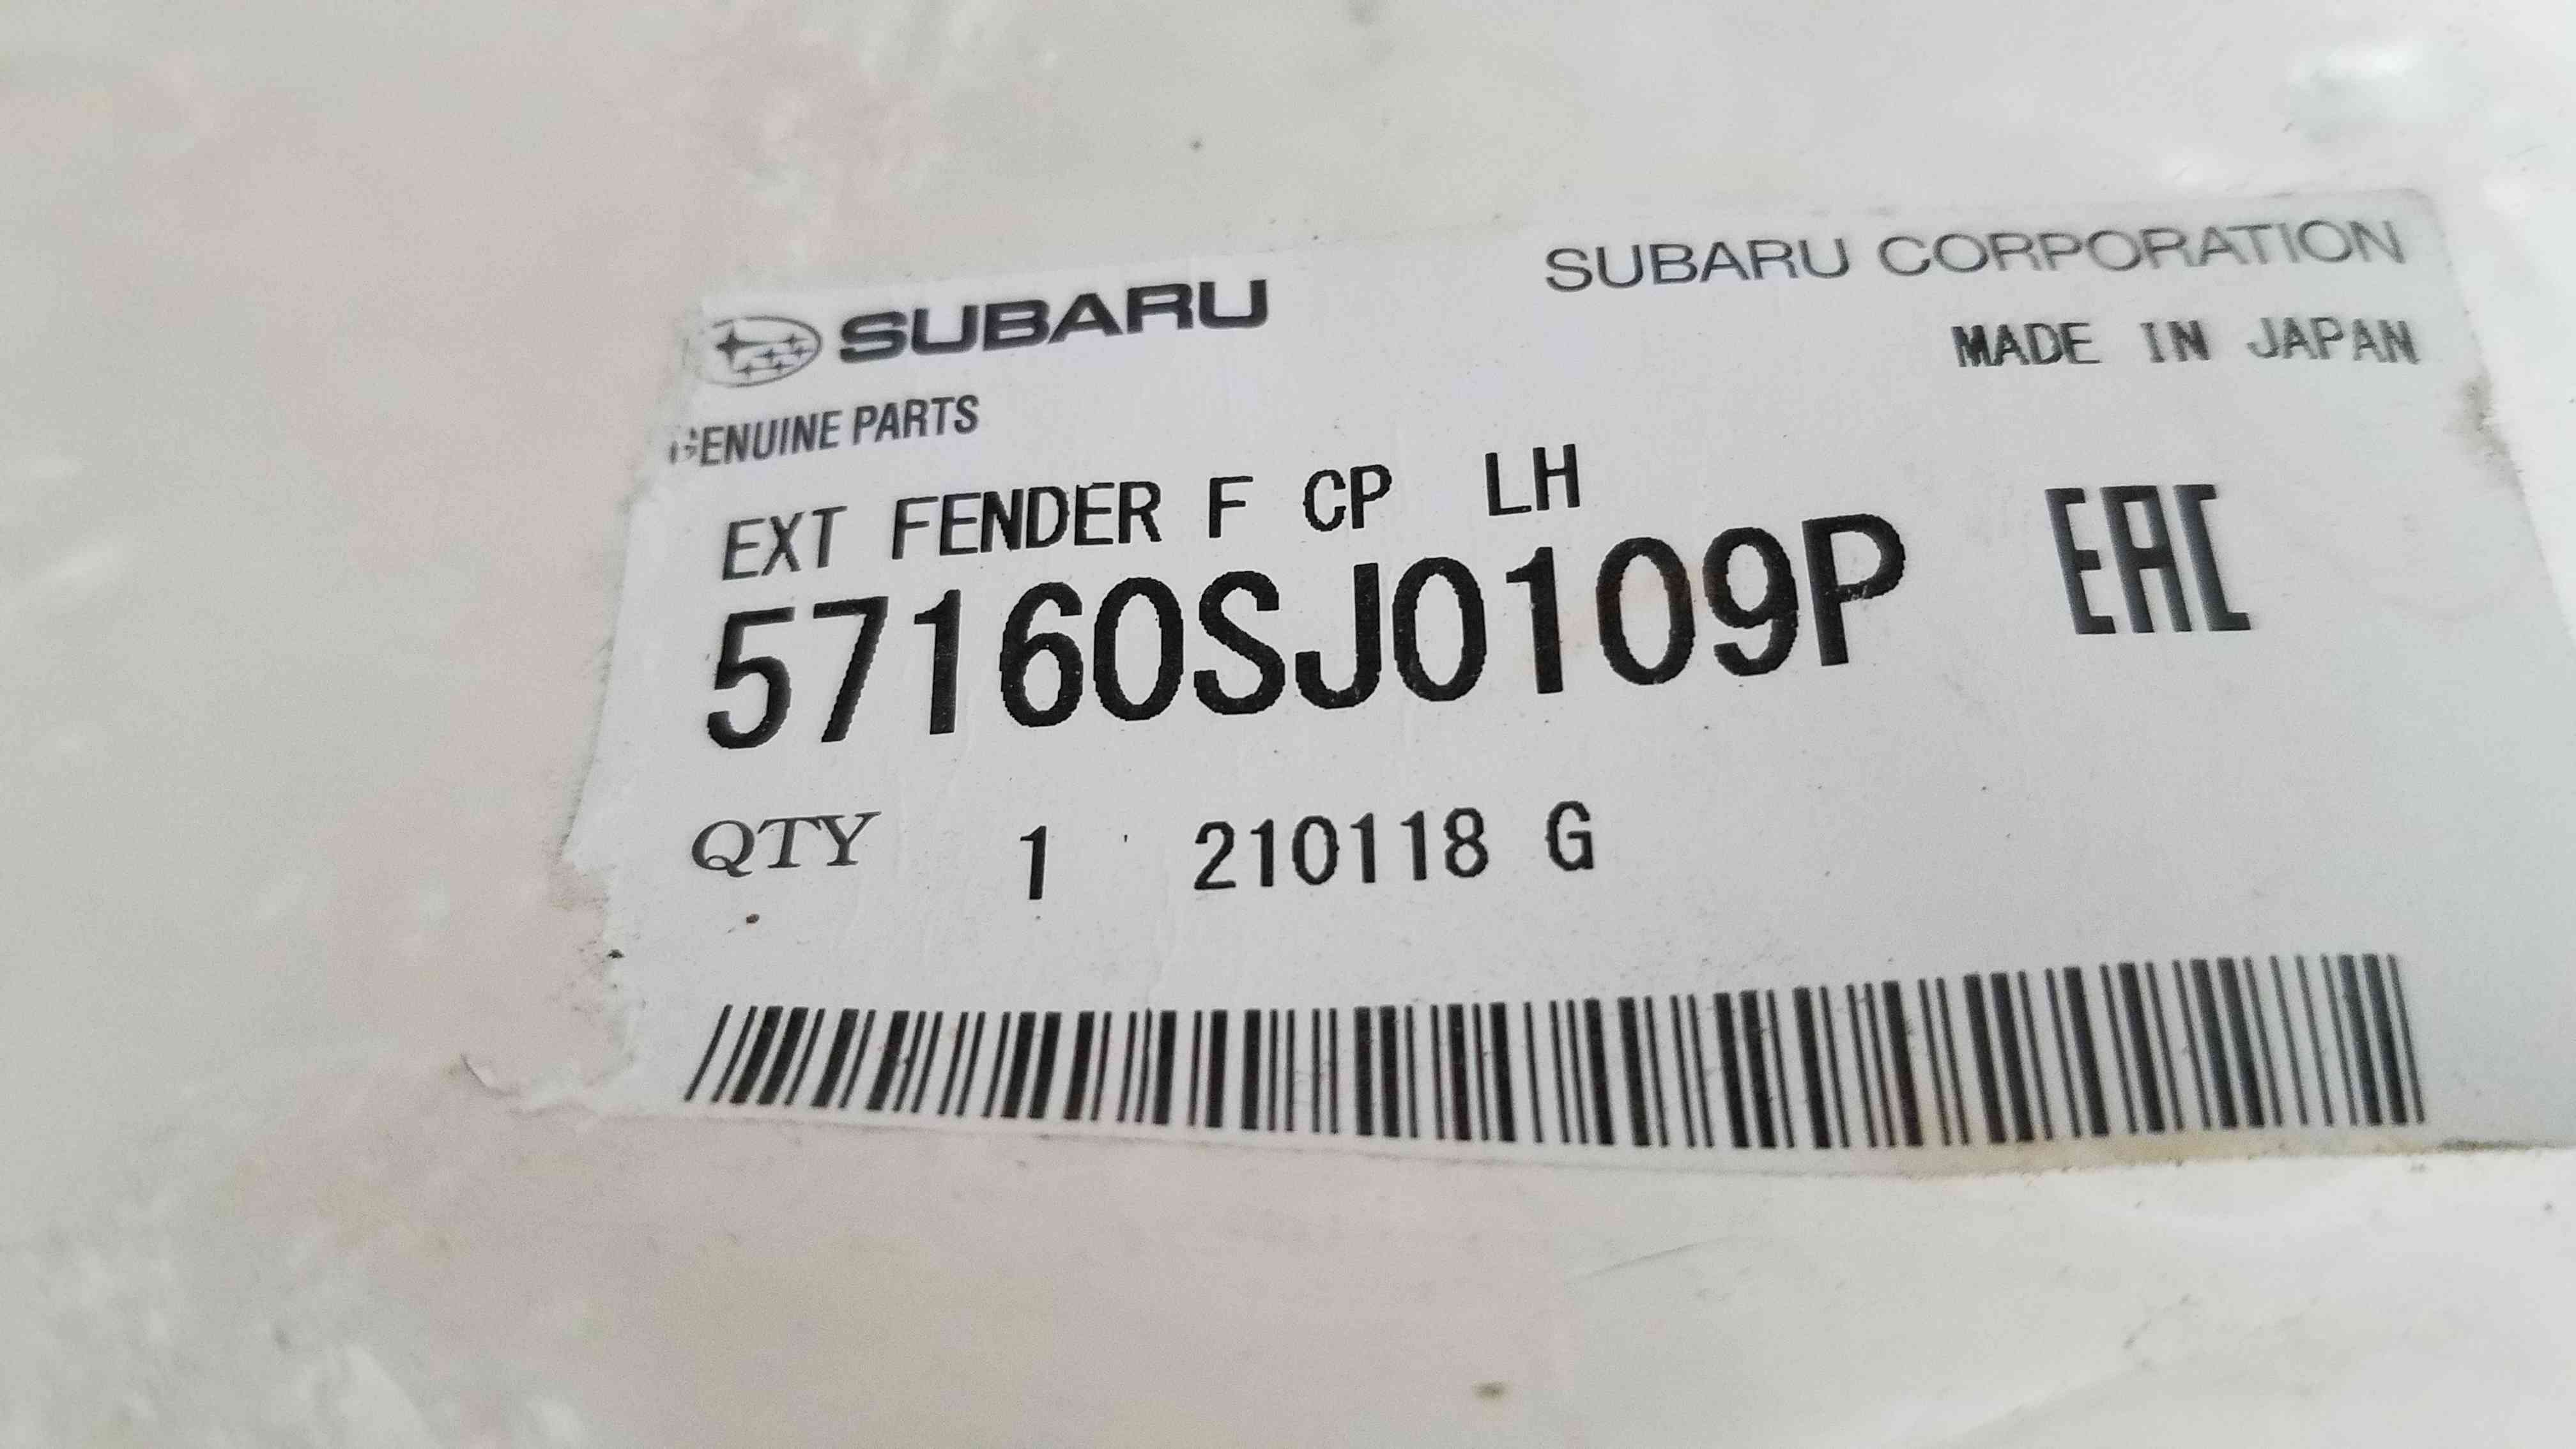 SUBARU
SUBARU CORPORATION
MADE IN JAPAN
GENUINE PARTS
EXT FENDER F CP LH
57160SJ0109P
EAC
QTY 1 210118 G